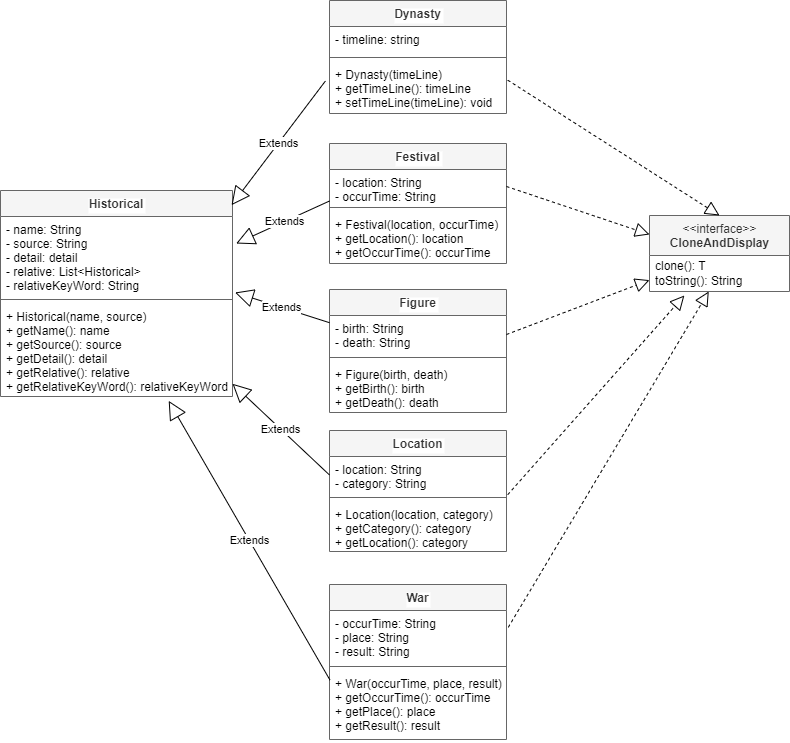 Dynasty
- timeline: string
+ Dynasty(timeLine)
+ getTimeLine(): timeLine
+ setTimeLine(timeLine): void
Extends
Festival
- location: String
- occurTime: String
+ Festival(location, occurTime)
+ getLocation(): location
+ getOccurTime(): occurTime
Extends
Historical
- name: String
- source: String
- detail: detail
- relative: List<Historical>
- relativeKeyWord: String
+ Historical(name, source)
+ getName(): name
+ getSource(): source
+ getDetail(): detail
+ getRelative(): relative
+ getRelativeKeyWord(): relativeKeyWord
<<interface>>
CloneAndDisplay
clone(): T
toString(): String
Extends
Figure
- birth: String
- death: String
+ Figure(birth, death)
+ getBirth(): birth
+ getDeath(): death
Extends
Location
- location: String
- category: String
+ Location(location, category)
+ getCategory(): category
+ getLocation(): category
Extends
War
- occurTime: String
- place: String
- result: String
+ War(occurTime, place, result)
+ getOccurTime(): occurTime
+ getPlace(): place
+ getResult(): result